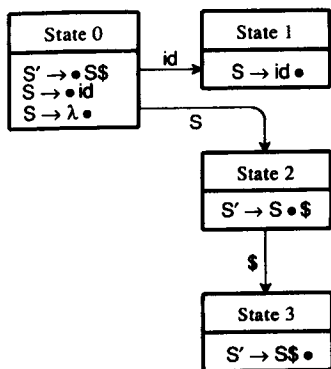 State 0
S′ → • S$
S → • id
S → λ •
id
State 1
S → id •
S
State 2
S′ → S • $
$
State 3
S′ → S$ •